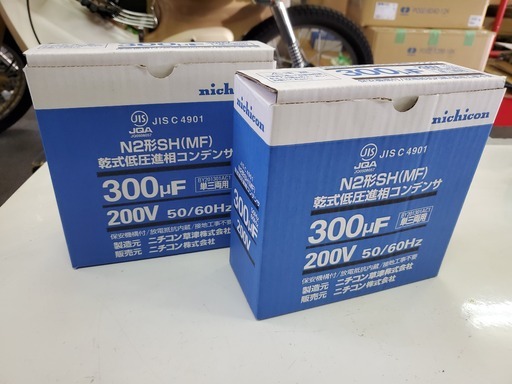 nichicon
JIS
JQA
JIS C 4901
N2形SH(MF)
乾式低圧進相コンデンサ
300μF
単三両用
200V 50/60Hz
保安機構付/放電抵抗内蔵/接地工事不要
製造元 ニチコン草津株式会社
販売元 ニチコン株式会社
300μF
nichicon
JIS
JQA
JIS C 4901
N2形SH(MF)
乾式低圧進相コンデンサ
300μF
単三両用
200V 50/60Hz
保安機構付/放電抵抗内蔵/接地工事不要
製造元 ニチコン草津株式会社
販売元 ニチコン株式会社
300μF